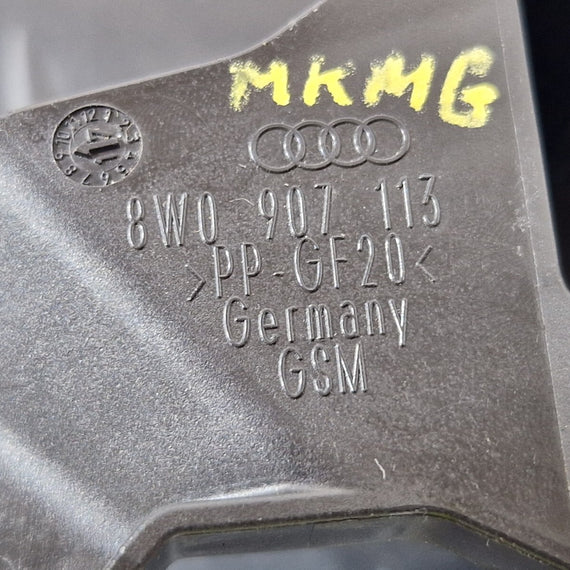 MKMG
8W0 907 113
>PP-GF20<
Germany
GSM